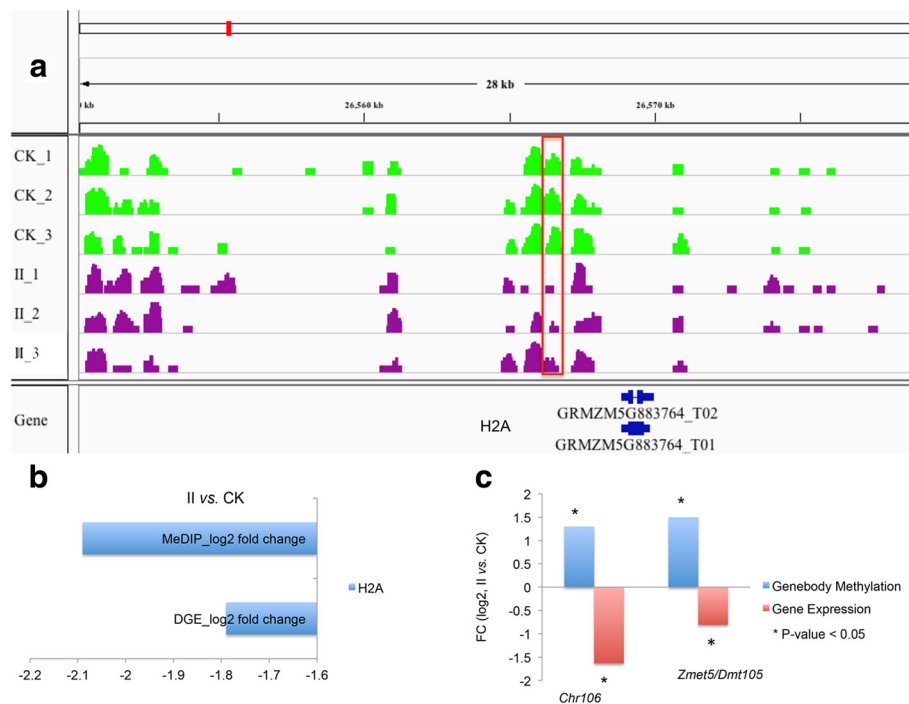 a
28 kb
kb
26,560 kb
26,570 kb
CK_1
CK_2
CK_3
II_1
II_2
II_3
Gene
H2A
GRMZM5G883764_T02
GRMZM5G883764_T01
b
II vs. CK
MeDIP_log2 fold change
DGE_log2 fold change
H2A
-2.2
-2.1
-2
-1.9
-1.8
-1.7
-1.6
c
FC (log2, II vs. CK)
2
1.5
1
0.5
0
-0.5
-1
-1.5
-2
*
*
*
*
Chr106
Zmet5/Dmt105
Genebody Methylation
Gene Expression
* P-value < 0.05